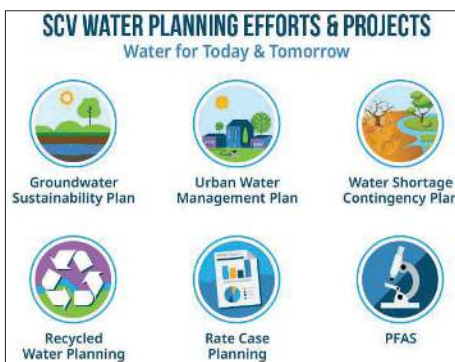 SCV WATER PLANNING EFFORTS & PROJECTS
Water for Today & Tomorrow
Groundwater
Sustainability Plan
Urban Water
Management Plan
Water Shortage
Contingency Plan
Recycled
Water Planning
Rate Case
Planning
PFAS